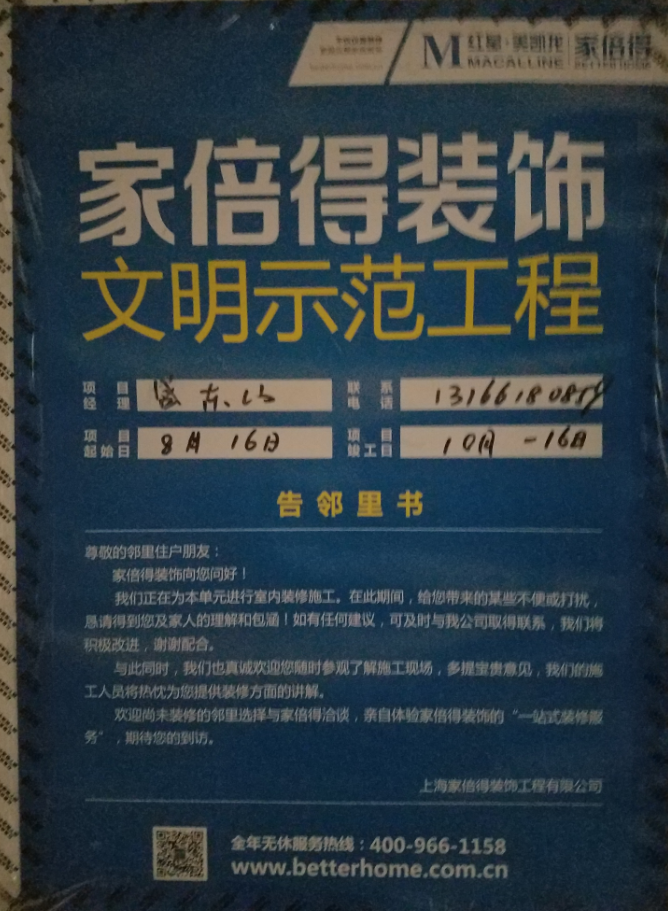 红星·美凯龙
MACALLINE
家倍得
家倍得装饰
文明示范工程
项目经理
联系电话 13166180854
项目起始日 8月16日
项目竣工日 10月-16日
告邻里书
尊敬的邻里住户朋友：
家倍得装饰向您问好！
我们正在为本单元进行室内装修施工。在此期间，给您带来的某些不便或打扰，
恳请得到您及家人的理解和包涵！如有任何建议，可及时与我公司取得联系，我们将
积极改进，谢谢配合。
与此同时，我们也真诚欢迎您随时参观了解施工现场，多提宝贵意见，我们的施
工人员将热忱为您提供装修方面的讲解。
欢迎尚未装修的邻里选择与家倍得洽谈，亲自体验家倍得装饰的“一站式装修服
务”，期待您的到访。
上海家倍得装饰工程有限公司
全年无休服务热线：400-966-1158
www.betterhome.com.cn